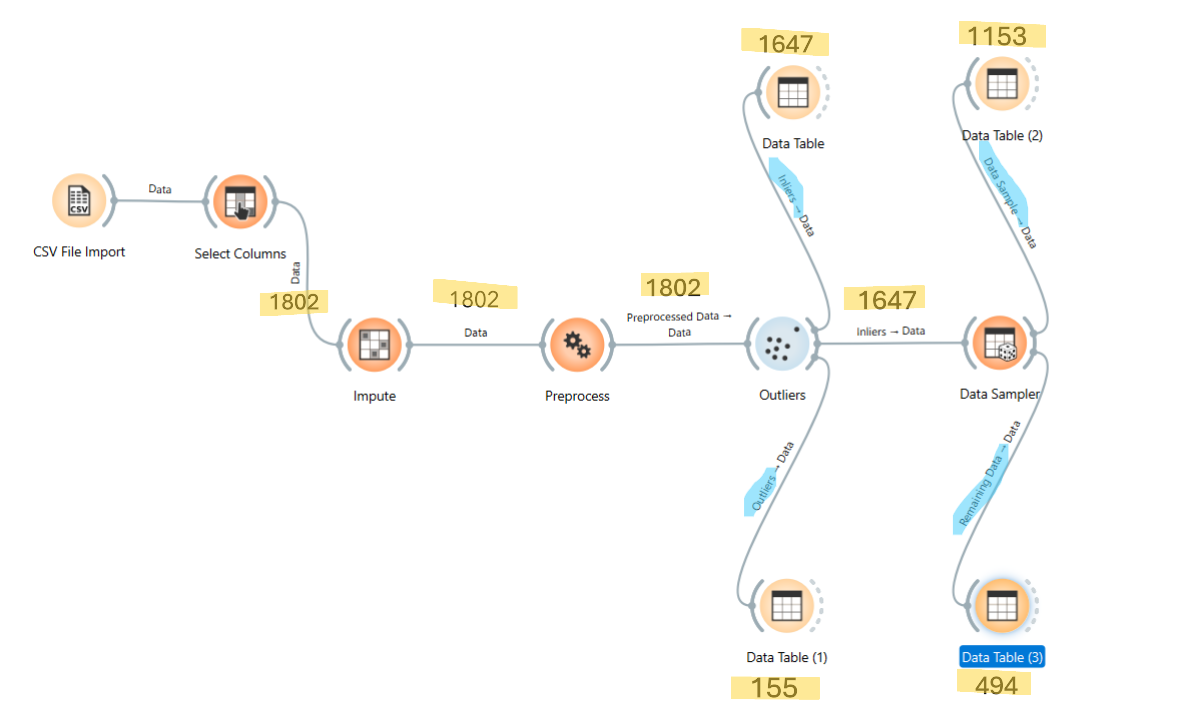 1647
1153
Data Table
Data Table (2)
Data
CSV
CSV File Import
Select Columns
Inliers → Data
Data Sample → Data
Data
1802
1802
1802
1647
Data
Preprocessed Data →
Data
Inliers → Data
Impute
Preprocess
Outliers
Data Sampler
Outliers → Data
Remaining Data → Data
Data Table (1)
Data Table (3)
155
494